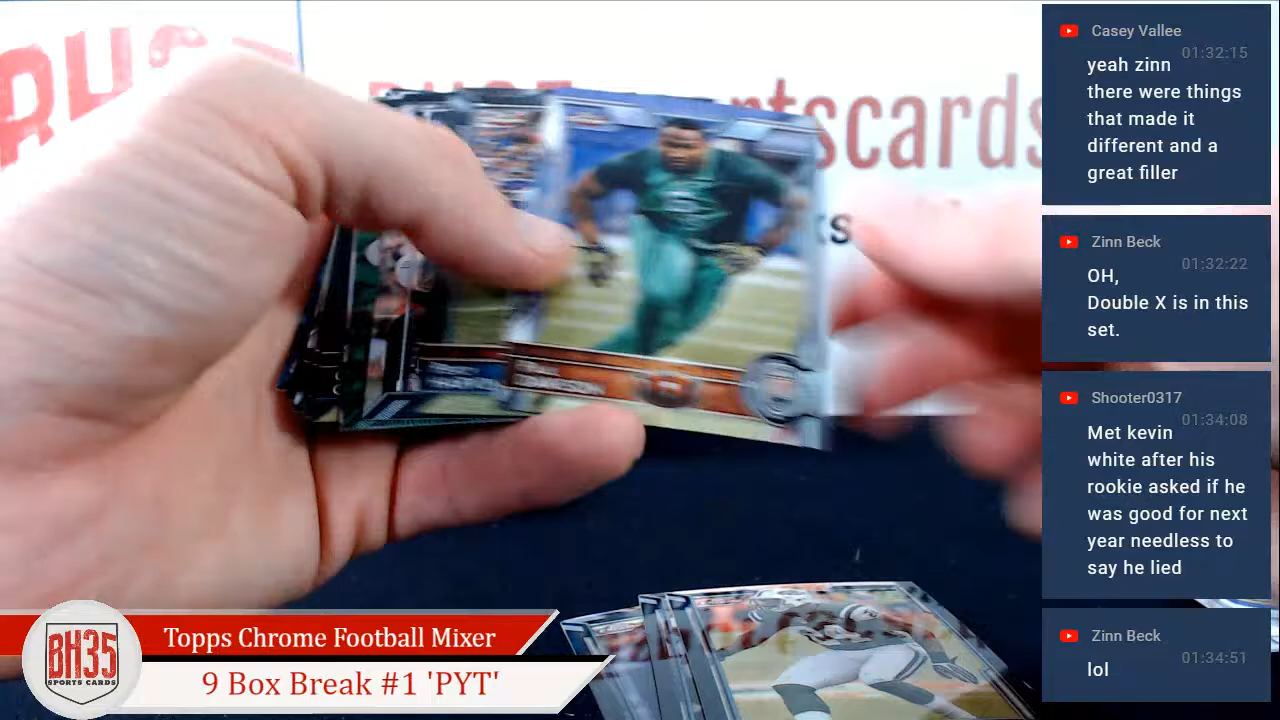 rtscards
Casey Vallee
01:32:15
yeah zinn
there were things
that made it
different and a
great filler
Zinn Beck
01:32:22
OH,
Double X is in this
set.
Shooter0317
01:34:08
Met kevin
white after his
rookie asked if he
was good for next
year needless to
say he lied
Zinn Beck
01:34:51
lol
BH35
SPORTS CARDS
Topps Chrome Football Mixer
9 Box Break #1 'PYT'